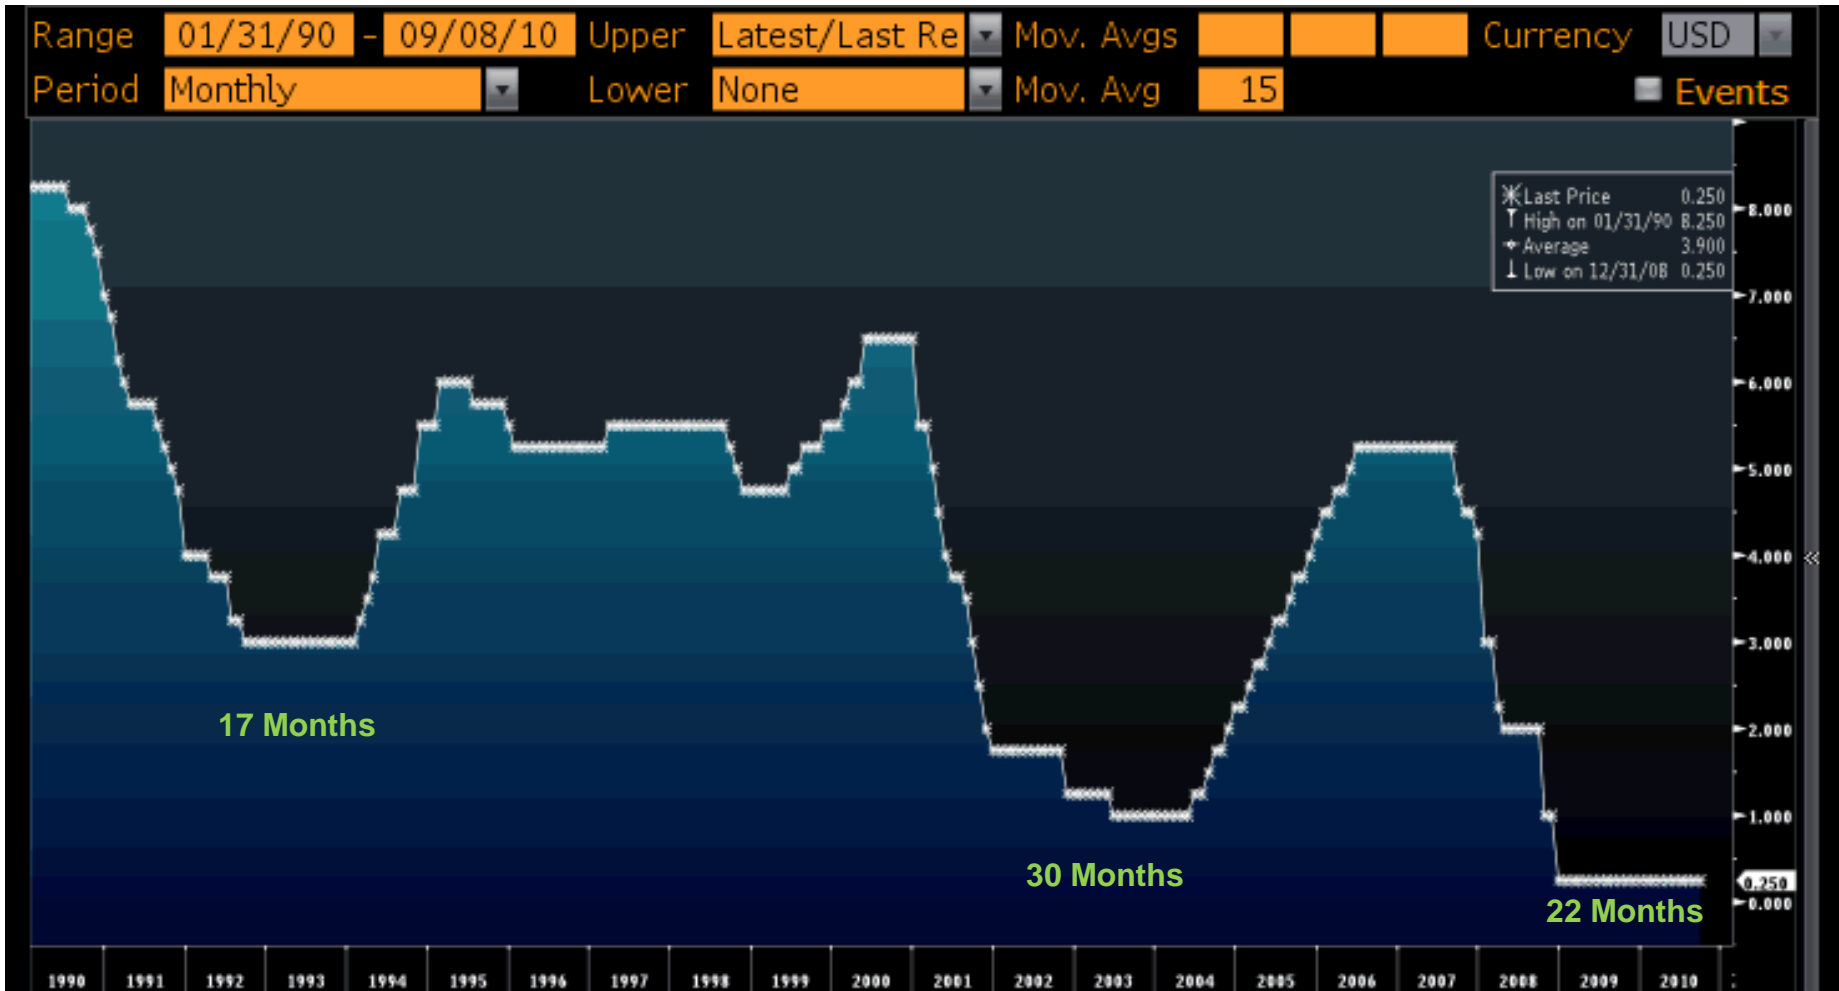 Range 01/31/90 - 09/08/10 Upper Latest/Last Re Mov. Avgs Currency USD
Period Monthly Lower None Mov. Avg 15 Events
Last Price 0.250
High on 01/31/90 8.250
Average 3.900
Low on 12/31/08 0.250
8.000
7.000
6.000
5.000
4.000
«
3.000
2.000
1.000
0.250
0.000
17 Months
30 Months
22 Months
1990 1991 1992 1993 1994 1995 1996 1997 1998 1999 2000 2001 2002 2003 2004 2005 2006 2007 2008 2009 2010